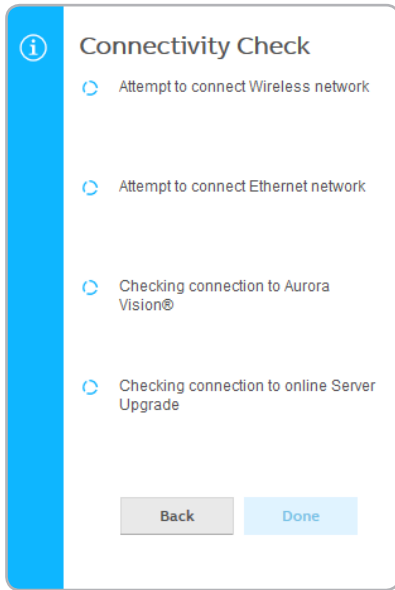 Connectivity Check
Attempt to connect Wireless network
Attempt to connect Ethernet network
Checking connection to Aurora
Vision®
Checking connection to online Server
Upgrade
Back
Done